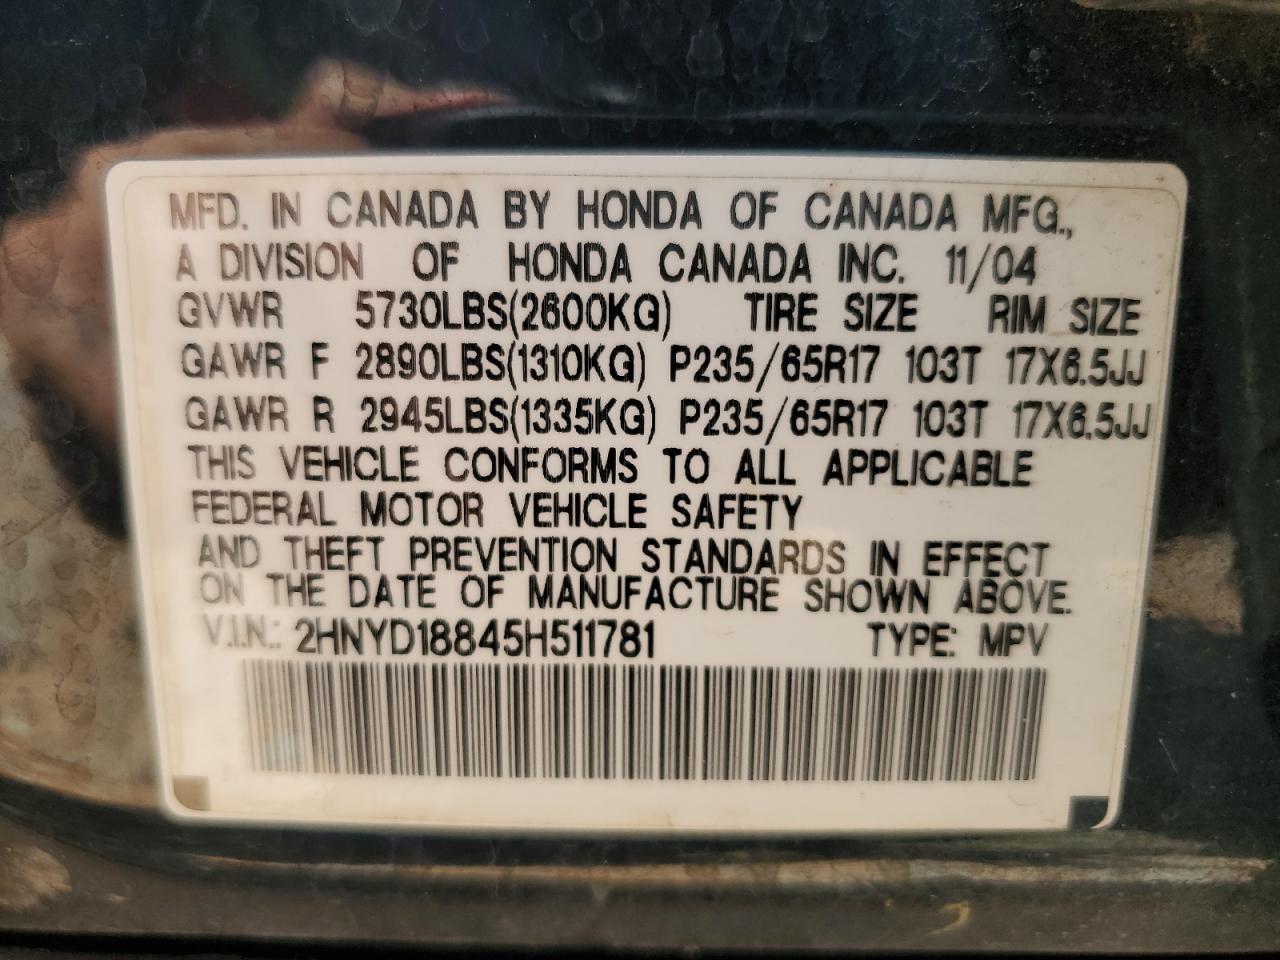 MFD. IN CANADA BY HONDA OF CANADA MFG.,
A DIVISION OF HONDA CANADA INC. 11/04
GVWR 5730LBS(2600KG) TIRE SIZE RIM SIZE
GAWR F 2890LBS(1310KG) P235/65R17 103T 17X6.5JJ
GAWR R 2945LBS(1335KG) P235/65R17 103T 17X6.5JJ
THIS VEHICLE CONFORMS TO ALL APPLICABLE
FEDERAL MOTOR VEHICLE SAFETY
AND THEFT PREVENTION STANDARDS IN EFFECT
ON THE DATE OF MANUFACTURE SHOWN ABOVE.
V.I.N.: 2HNYD18845H511781 TYPE: MPV